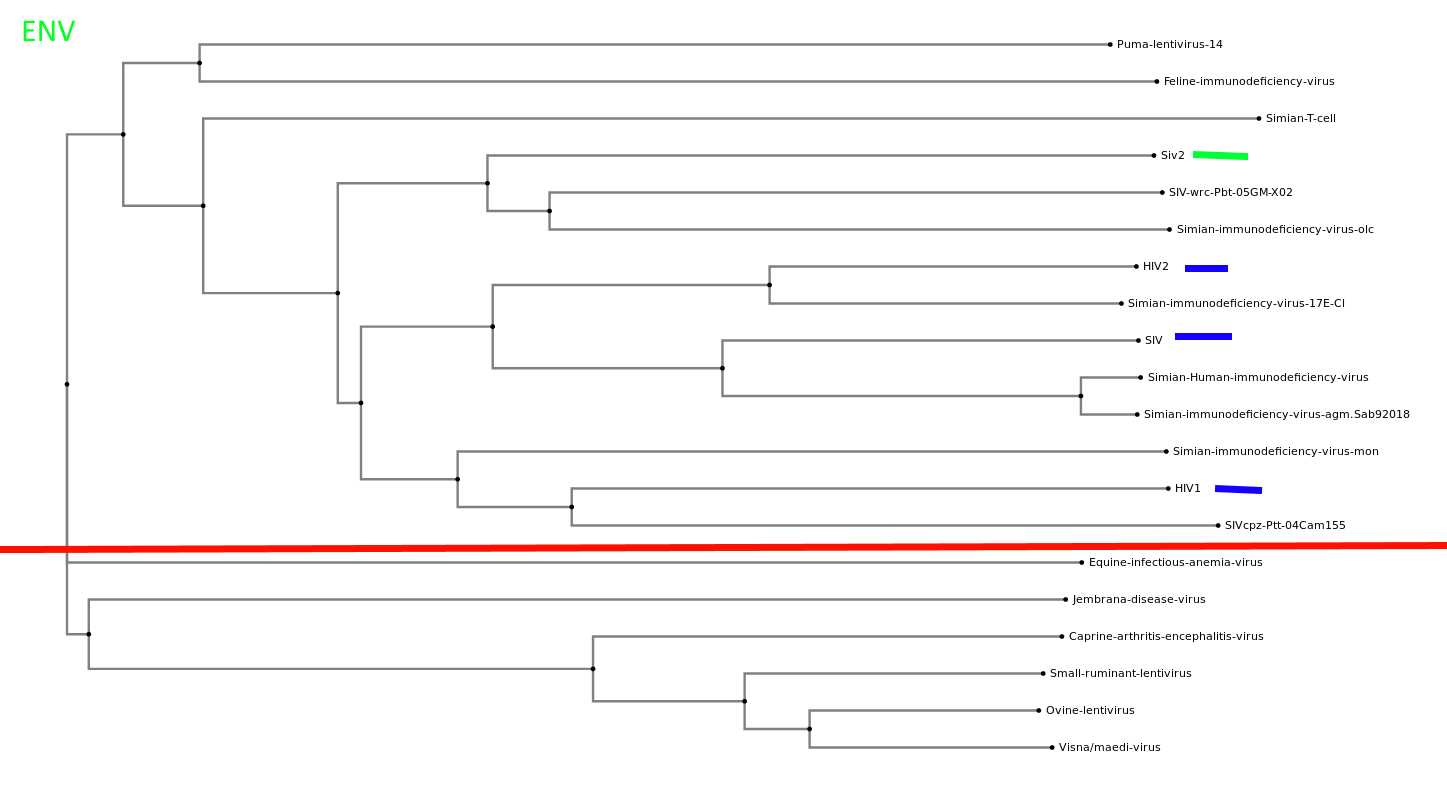 ENV
Puma-lentivirus-14
Feline-immunodeficiency-virus
Simian-T-cell
Siv2
SIV-wrc-Pbt-05GM-X02
Simian-immunodeficiency-virus-olc
HIV2
Simian-immunodeficiency-virus-17E-Cl
SIV
Simian-Human-immunodeficiency-virus
Simian-immunodeficiency-virus-agm.Sab92018
Simian-immunodeficiency-virus-mon
HIV1
SIVcpz-Ptt-04Cam155
Equine-infectious-anemia-virus
Jembrana-disease-virus
Caprine-arthritis-encephalitis-virus
Small-ruminant-lentivirus
Ovine-lentivirus
Visna/maedi-virus